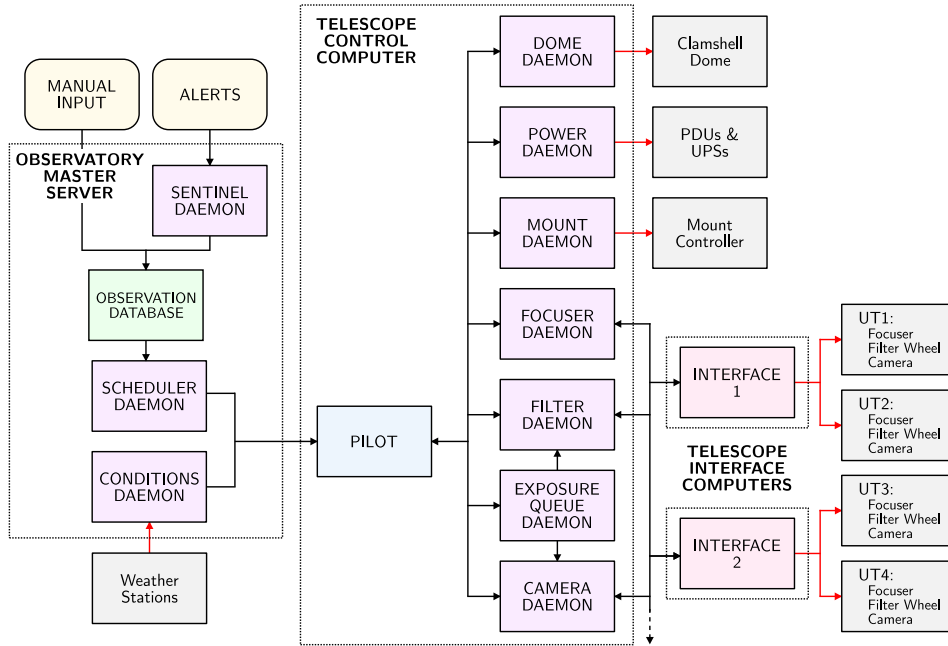 MANUAL
INPUT
ALERTS
OBSERVATORY
MASTER
SERVER
SENTINEL
DAEMON
OBSERVATION
DATABASE
SCHEDULER
DAEMON
CONDITIONS
DAEMON
Weather
Stations
TELESCOPE
CONTROL
COMPUTER
PILOT
DOME
DAEMON
POWER
DAEMON
MOUNT
DAEMON
FOCUSER
DAEMON
FILTER
DAEMON
EXPOSURE
QUEUE
DAEMON
CAMERA
DAEMON
Clamshell
Dome
PDUs &
UPSs
Mount
Controller
INTERFACE
1
TELESCOPE
INTERFACE
COMPUTERS
INTERFACE
2
UT1:
Focuser
Filter Wheel
Camera
UT2:
Focuser
Filter Wheel
Camera
UT3:
Focuser
Filter Wheel
Camera
UT4:
Focuser
Filter Wheel
Camera